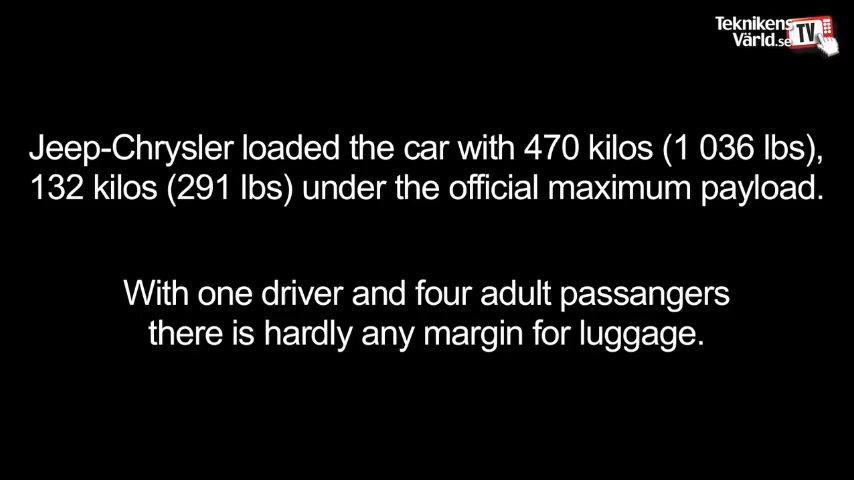 Teknikens
Värld.se TV
Jeep-Chrysler loaded the car with 470 kilos (1 036 lbs),
132 kilos (291 lbs) under the official maximum payload.
With one driver and four adult passangers
there is hardly any margin for luggage.